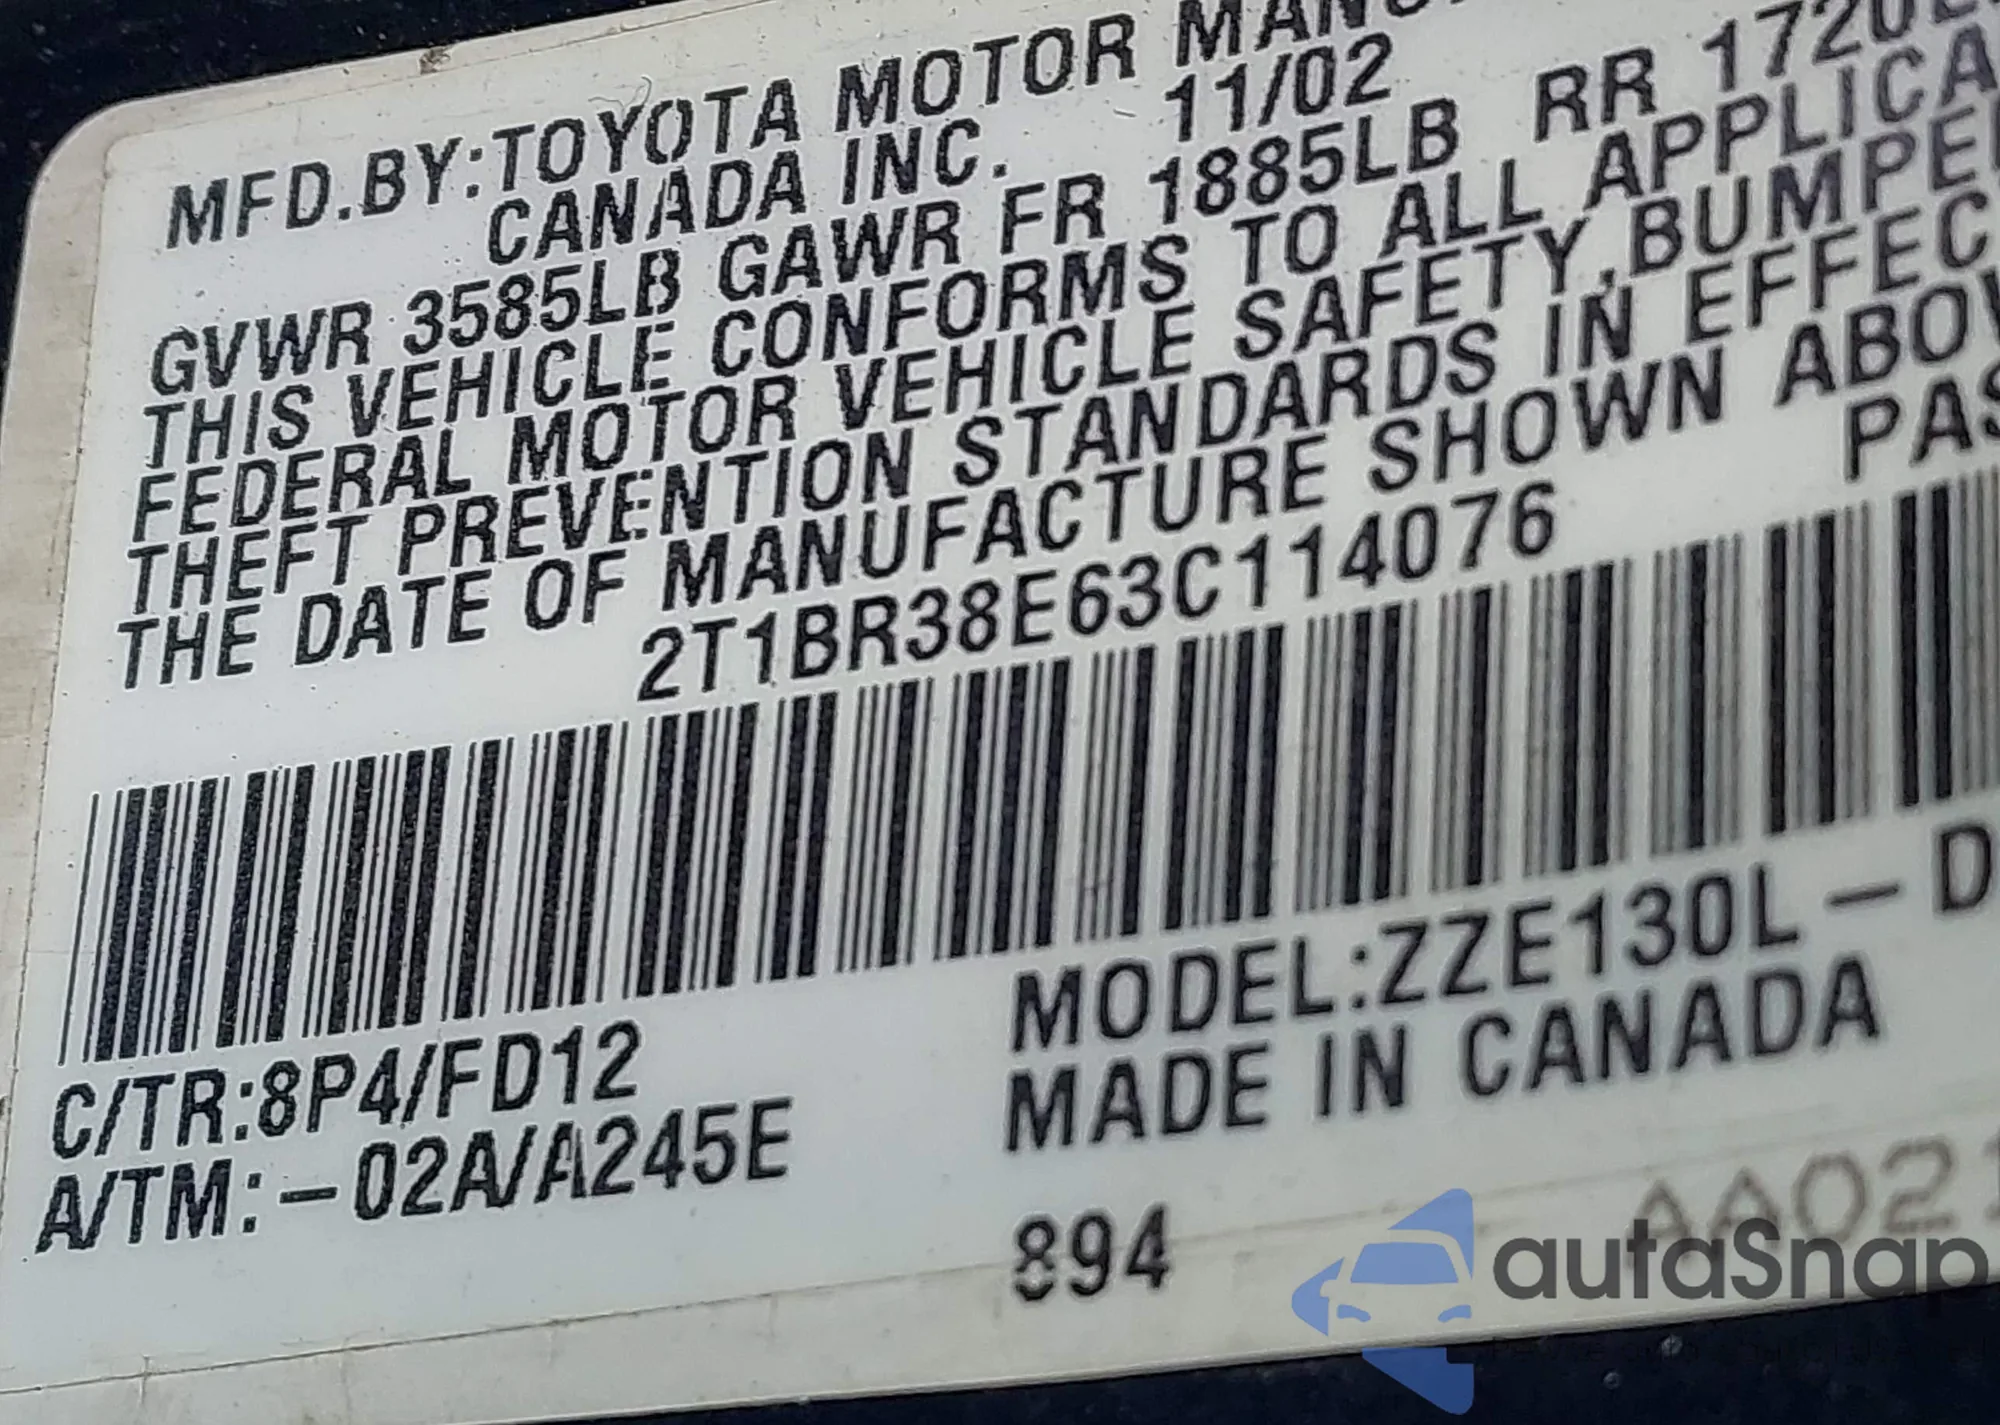 MFD.BY:TOYOTA MOTOR
CANADA INC. 11/02
GVWR 3585LB GAWR FR 1885LB RR
THIS VEHICLE CONFORMS TO ALL
FEDERAL MOTOR VEHICLE SAFETY,
THEFT PREVENTION STANDARDS IN
THE DATE OF MANUFACTURE SHOWN
2T1BR38E63C114076
C/TR:8P4/FD12
MODEL:ZZE130L-D
A/TM:-02A/A245E
MADE IN CANADA
894
autaSnap